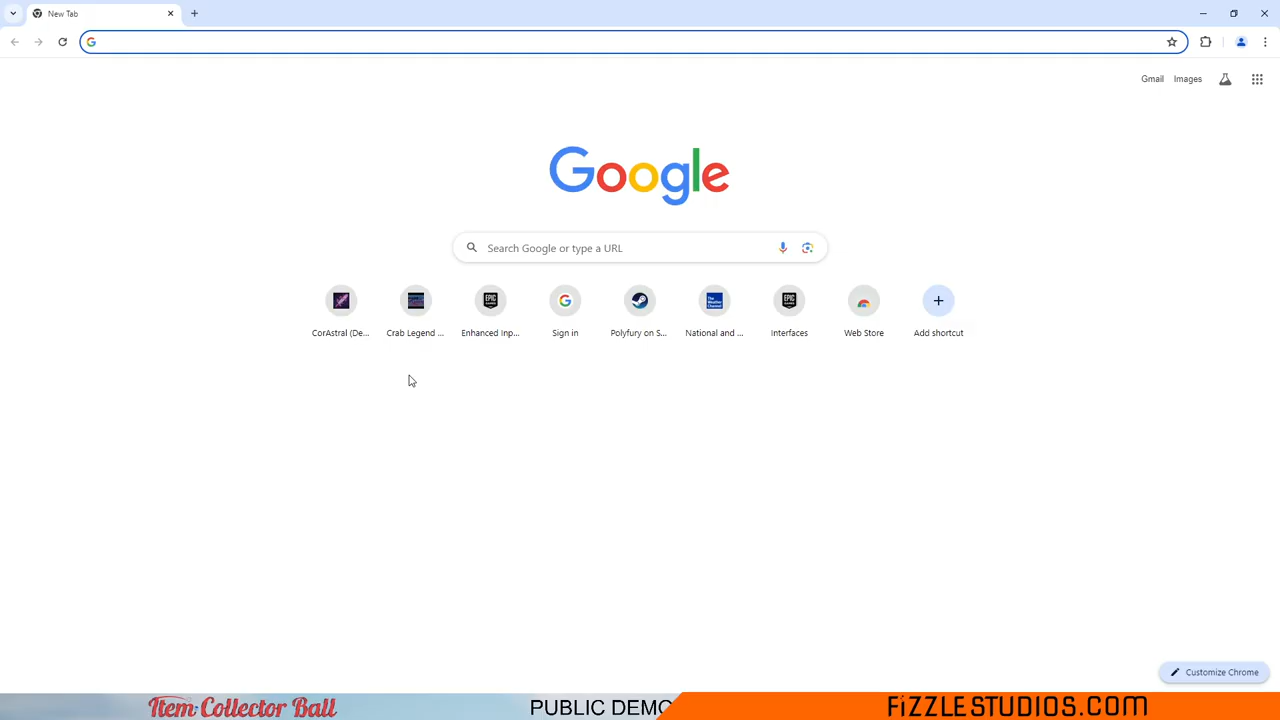 New Tab
Gmail Images
Google
Search Google or type a URL
CorAstral (De... Crab Legend ... Enhanced Inp... Sign in Polyfury on S... National and ... Interfaces Web Store Add shortcut
Customize Chrome
Item Collector Ball PUBLIC DEMO FiZZLESTUDIOS.COM